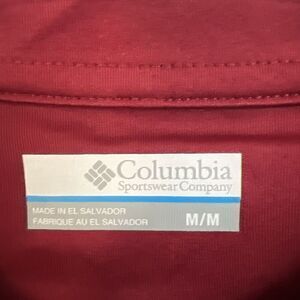 Columbia
Sportswear Company
MADE IN EL SALVADOR
FABRIQUE AU EL SALVADOR
M/M